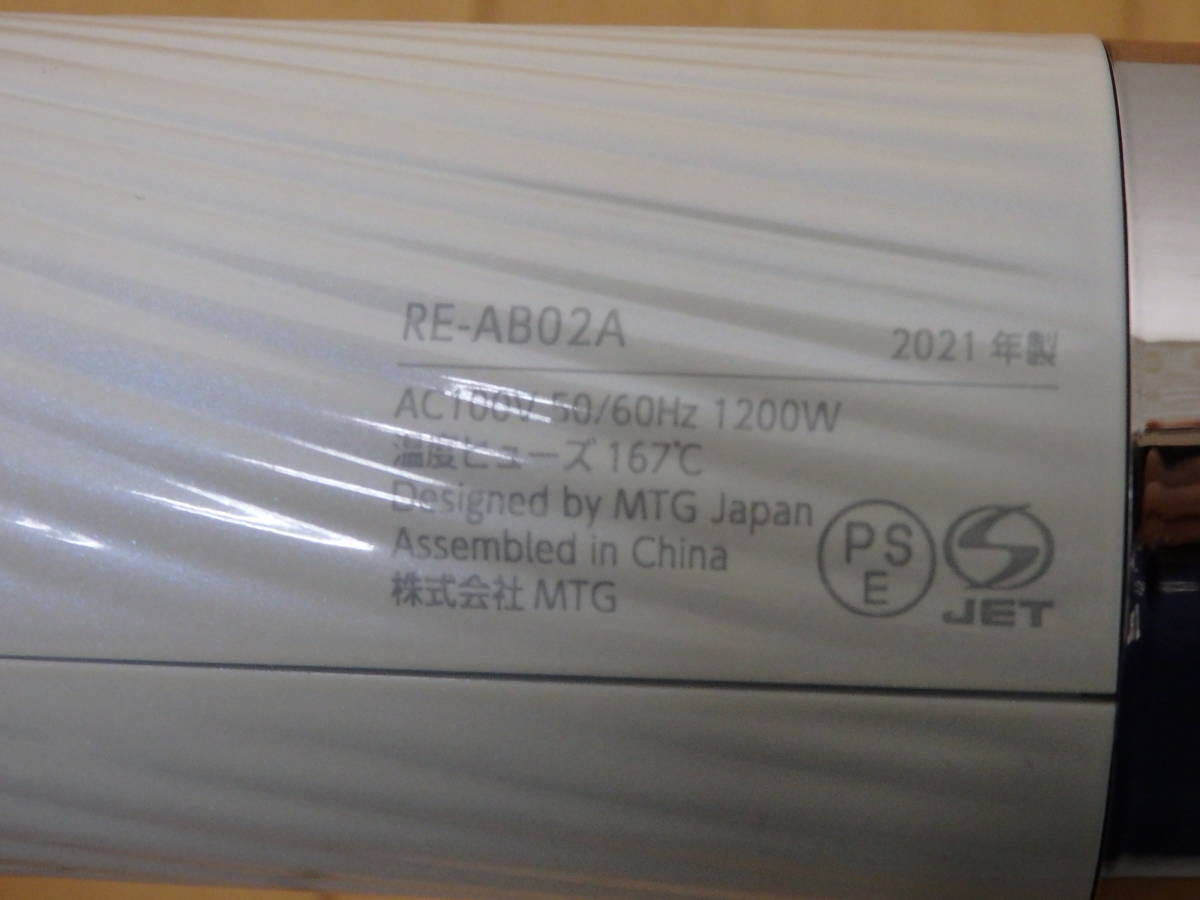 RE-AB02A
2021 年製
AC100V 50/60Hz 1200W
温度ヒューズ 167℃
Designed by MTG Japan
Assembled in China
株式会社 MTG
PS
E
JET